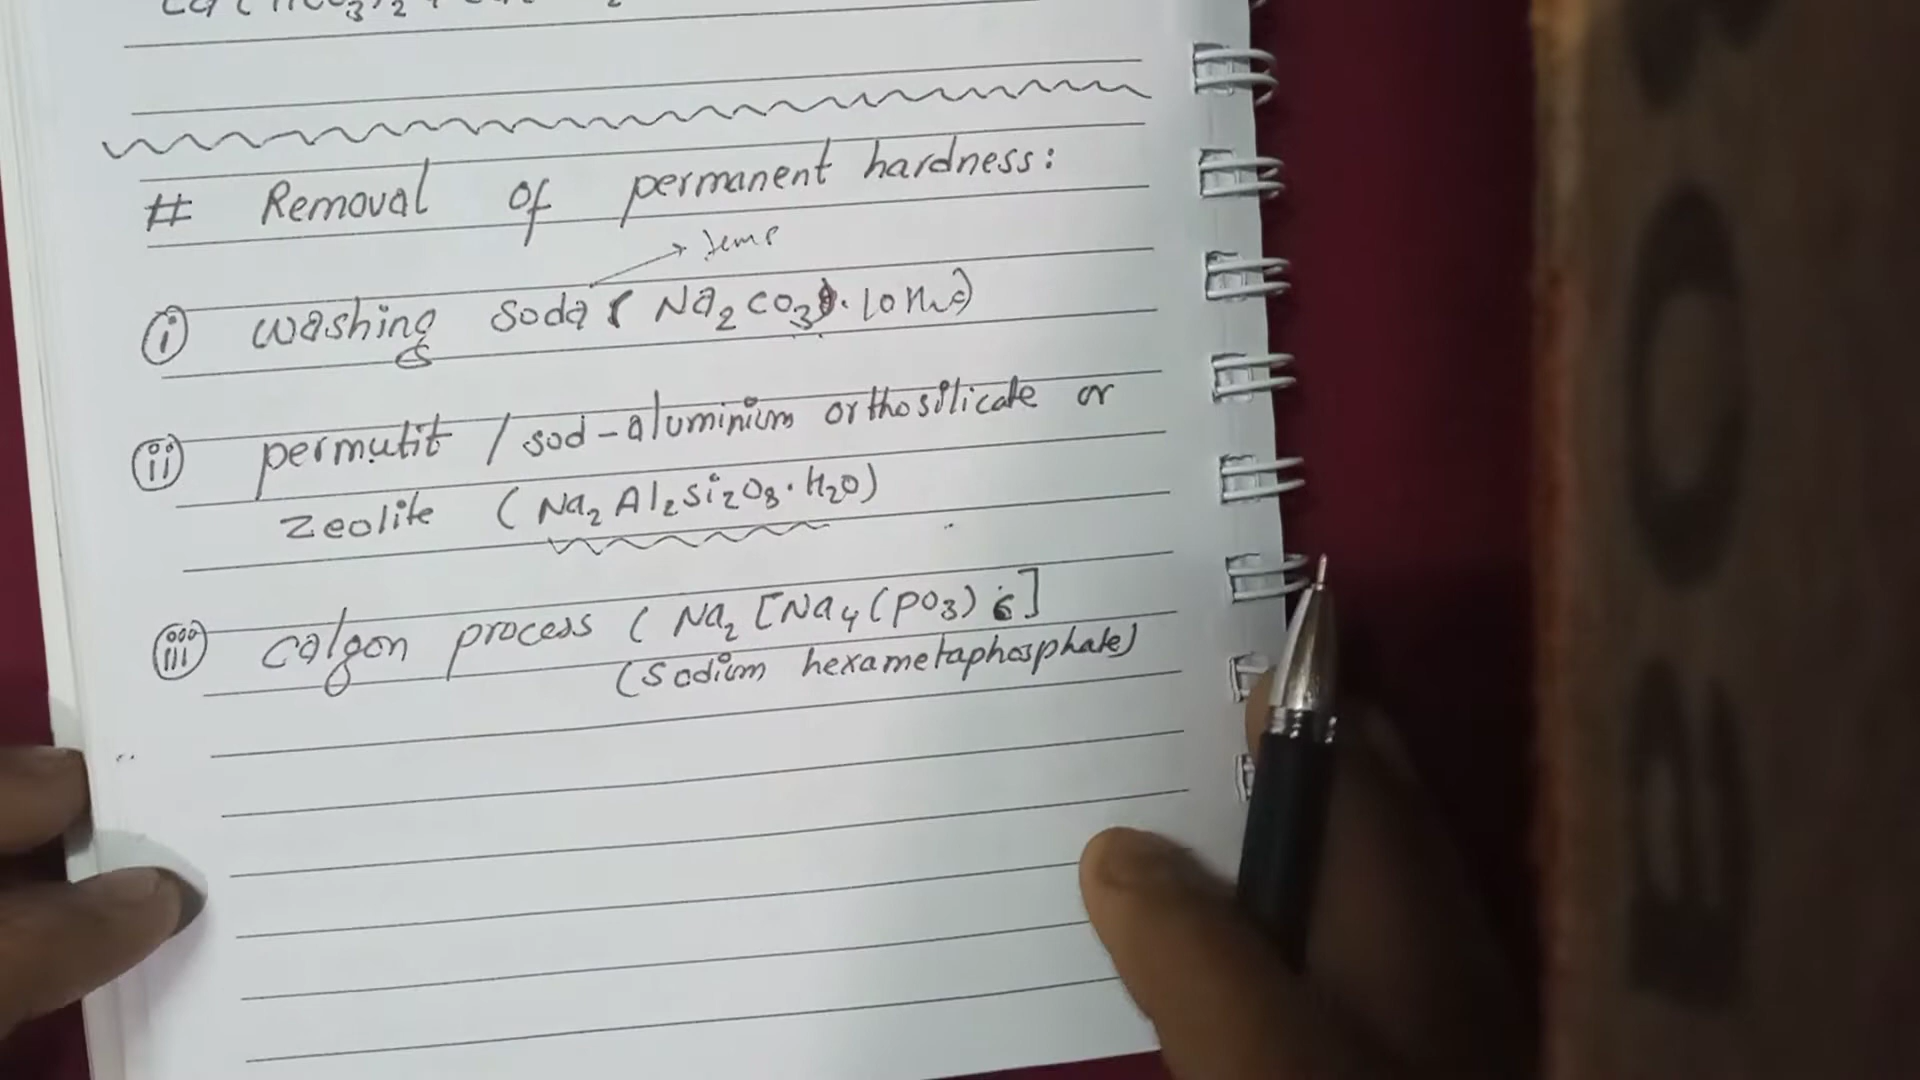 # Removal of permanent hardness:
→ temp
(i) washing soda (Na₂CO₃.10H₂O)
(ii) permutit / sod-aluminium orthosilicate or
zeolite (Na₂Al₂Si₂O₈.H₂O)
(iii) calgon process (Na₂[Na₄(PO₃)6]
(Sodium hexametaphosphate)